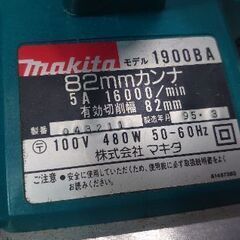 makita モデル 1900BA
82mmカンナ
5A 16000/min
有効切削幅 82mm
製番 製造年月 95-3
100V 480W 50-60Hz
株式会社 マキタ
ご注意 ●安全に使用していただくため、使用前に必ず取扱説明書をよくお読みください。